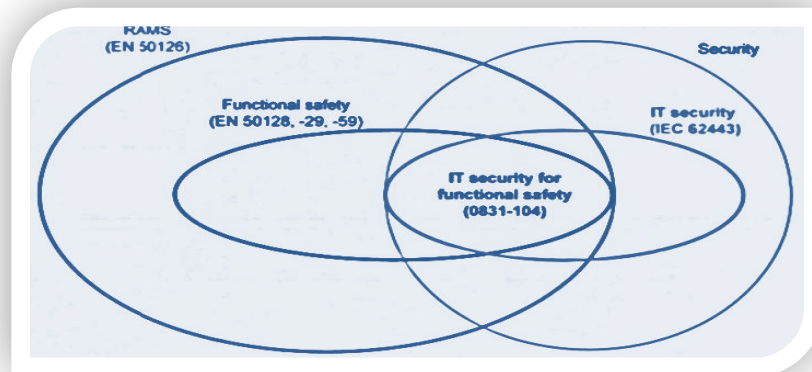 RAMS
(EN 50126)
Security
Functional safety
(EN 50128, -29, -59)
IT security
(IEC 62443)
IT security for
functional safety
(0831-104)